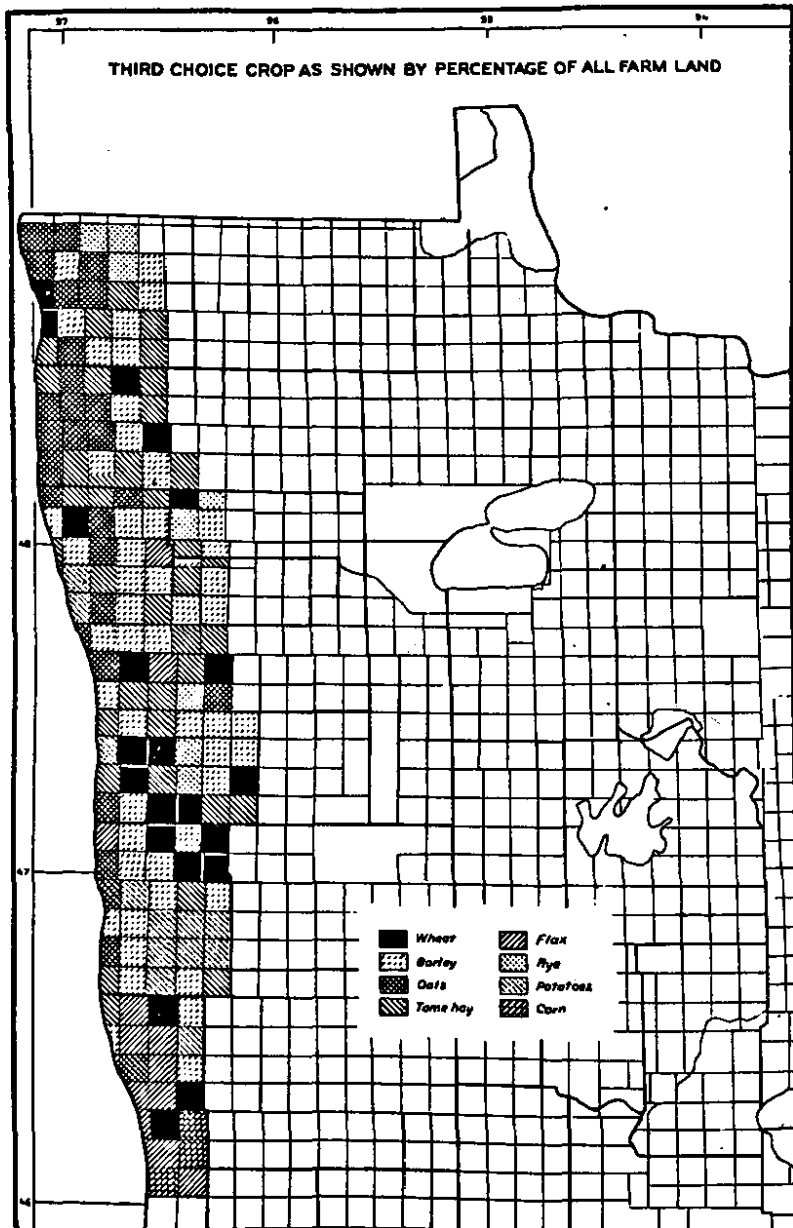 97 96 95 94
THIRD CHOICE CROP AS SHOWN BY PERCENTAGE OF ALL FARM LAND
48
47
46
Wheat
Barley
Oats
Tame hay
Flax
Rye
Potatoes
Corn